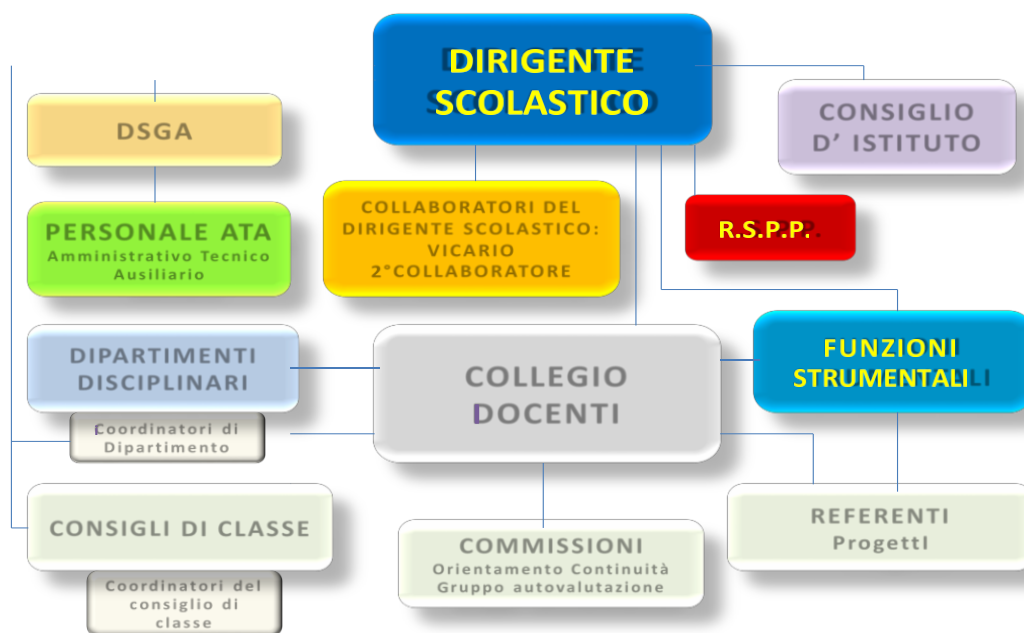 DIRIGENTE
SCOLASTICO
CONSIGLIO
D’ ISTITUTO
DSGA
PERSONALE ATA
Amministrativo Tecnico
Ausiliario
COLLABORATORI DEL
DIRIGENTE SCOLASTICO:
VICARIO
2°COLLABORATORE
R.S.P.P.
DIPARTIMENTI
DISCIPLINARI
Coordinatori di
Dipartimento
COLLEGIO
DOCENTI
FUNZIONI
STRUMENTALI
CONSIGLI DI CLASSE
Coordinatori del
consiglio di
classe
COMMISSIONI
Orientamento Continuità
Gruppo autovalutazione
REFERENTI
ProgettI